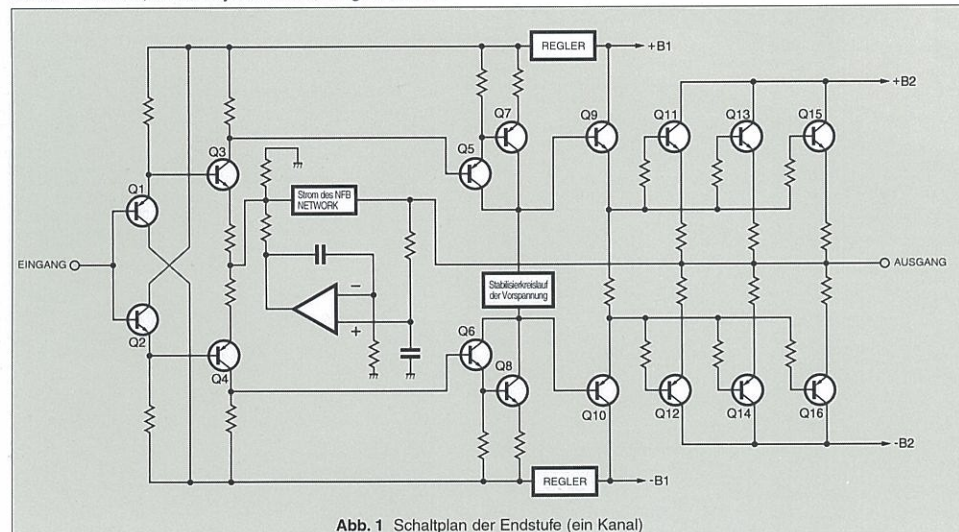 REGLER
+B1
+B2
Q7
Q9
Q11
Q13
Q15
Q3
Q5
Q1
Strom des NFB
NETWORK
EINGANG
AUSGANG
−
+
Stabilisierkreislauf
der Vorspannung
Q2
Q6
Q4
Q8
Q10
Q12
Q14
Q16
-B2
REGLER
-B1
Abb. 1 Schaltplan der Endstufe (ein Kanal)